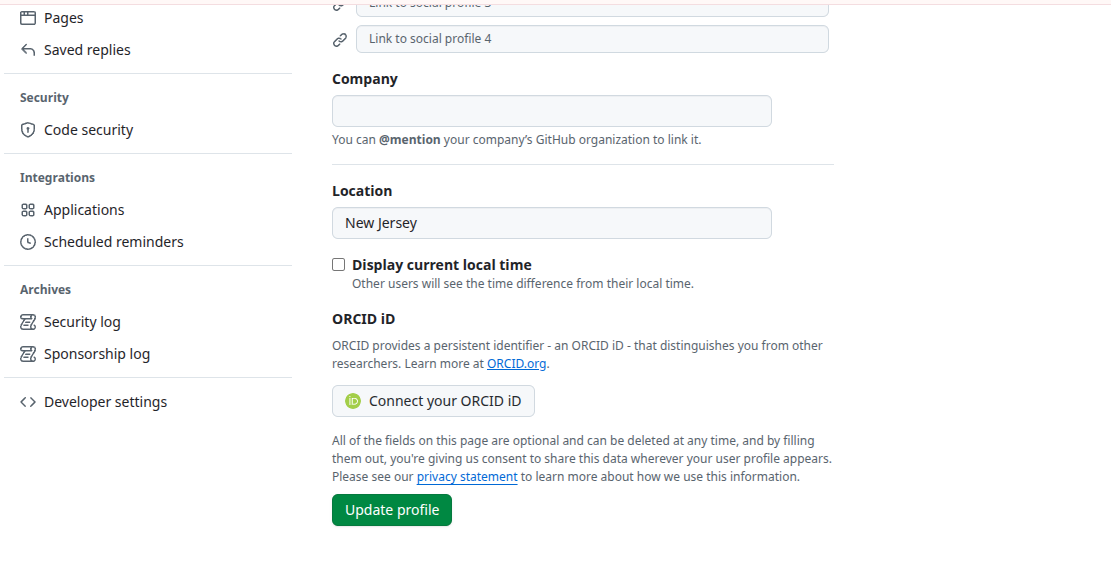 Pages
Saved replies
Security
Code security
Integrations
Applications
Scheduled reminders
Archives
Security log
Sponsorship log
Developer settings
Link to social profile 3
Link to social profile 4
Company
You can @mention your company's GitHub organization to link it.
Location
New Jersey
Display current local time
Other users will see the time difference from their local time.
ORCID iD
ORCID provides a persistent identifier - an ORCID iD - that distinguishes you from other
researchers. Learn more at ORCID.org.
iD Connect your ORCID iD
All of the fields on this page are optional and can be deleted at any time, and by filling
them out, you're giving us consent to share this data wherever your user profile appears.
Please see our privacy statement to learn more about how we use this information.
Update profile